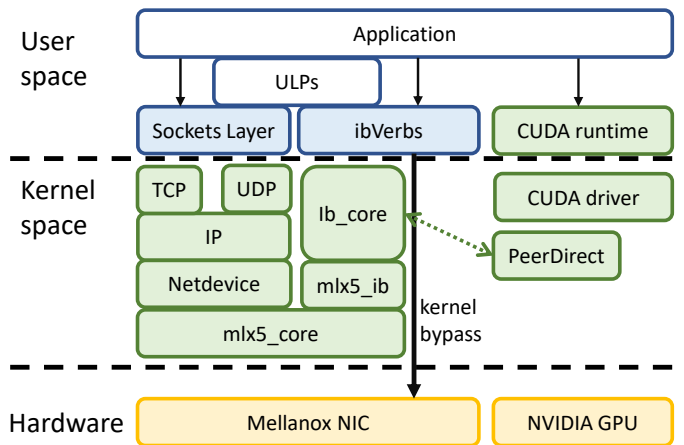 User
space
Application
ULPs
Sockets Layer
ibVerbs
CUDA runtime
Kernel
space
TCP
UDP
Ib_core
CUDA driver
IP
PeerDirect
Netdevice
mlx5_ib
kernel
bypass
mlx5_core
Hardware
Mellanox NIC
NVIDIA GPU